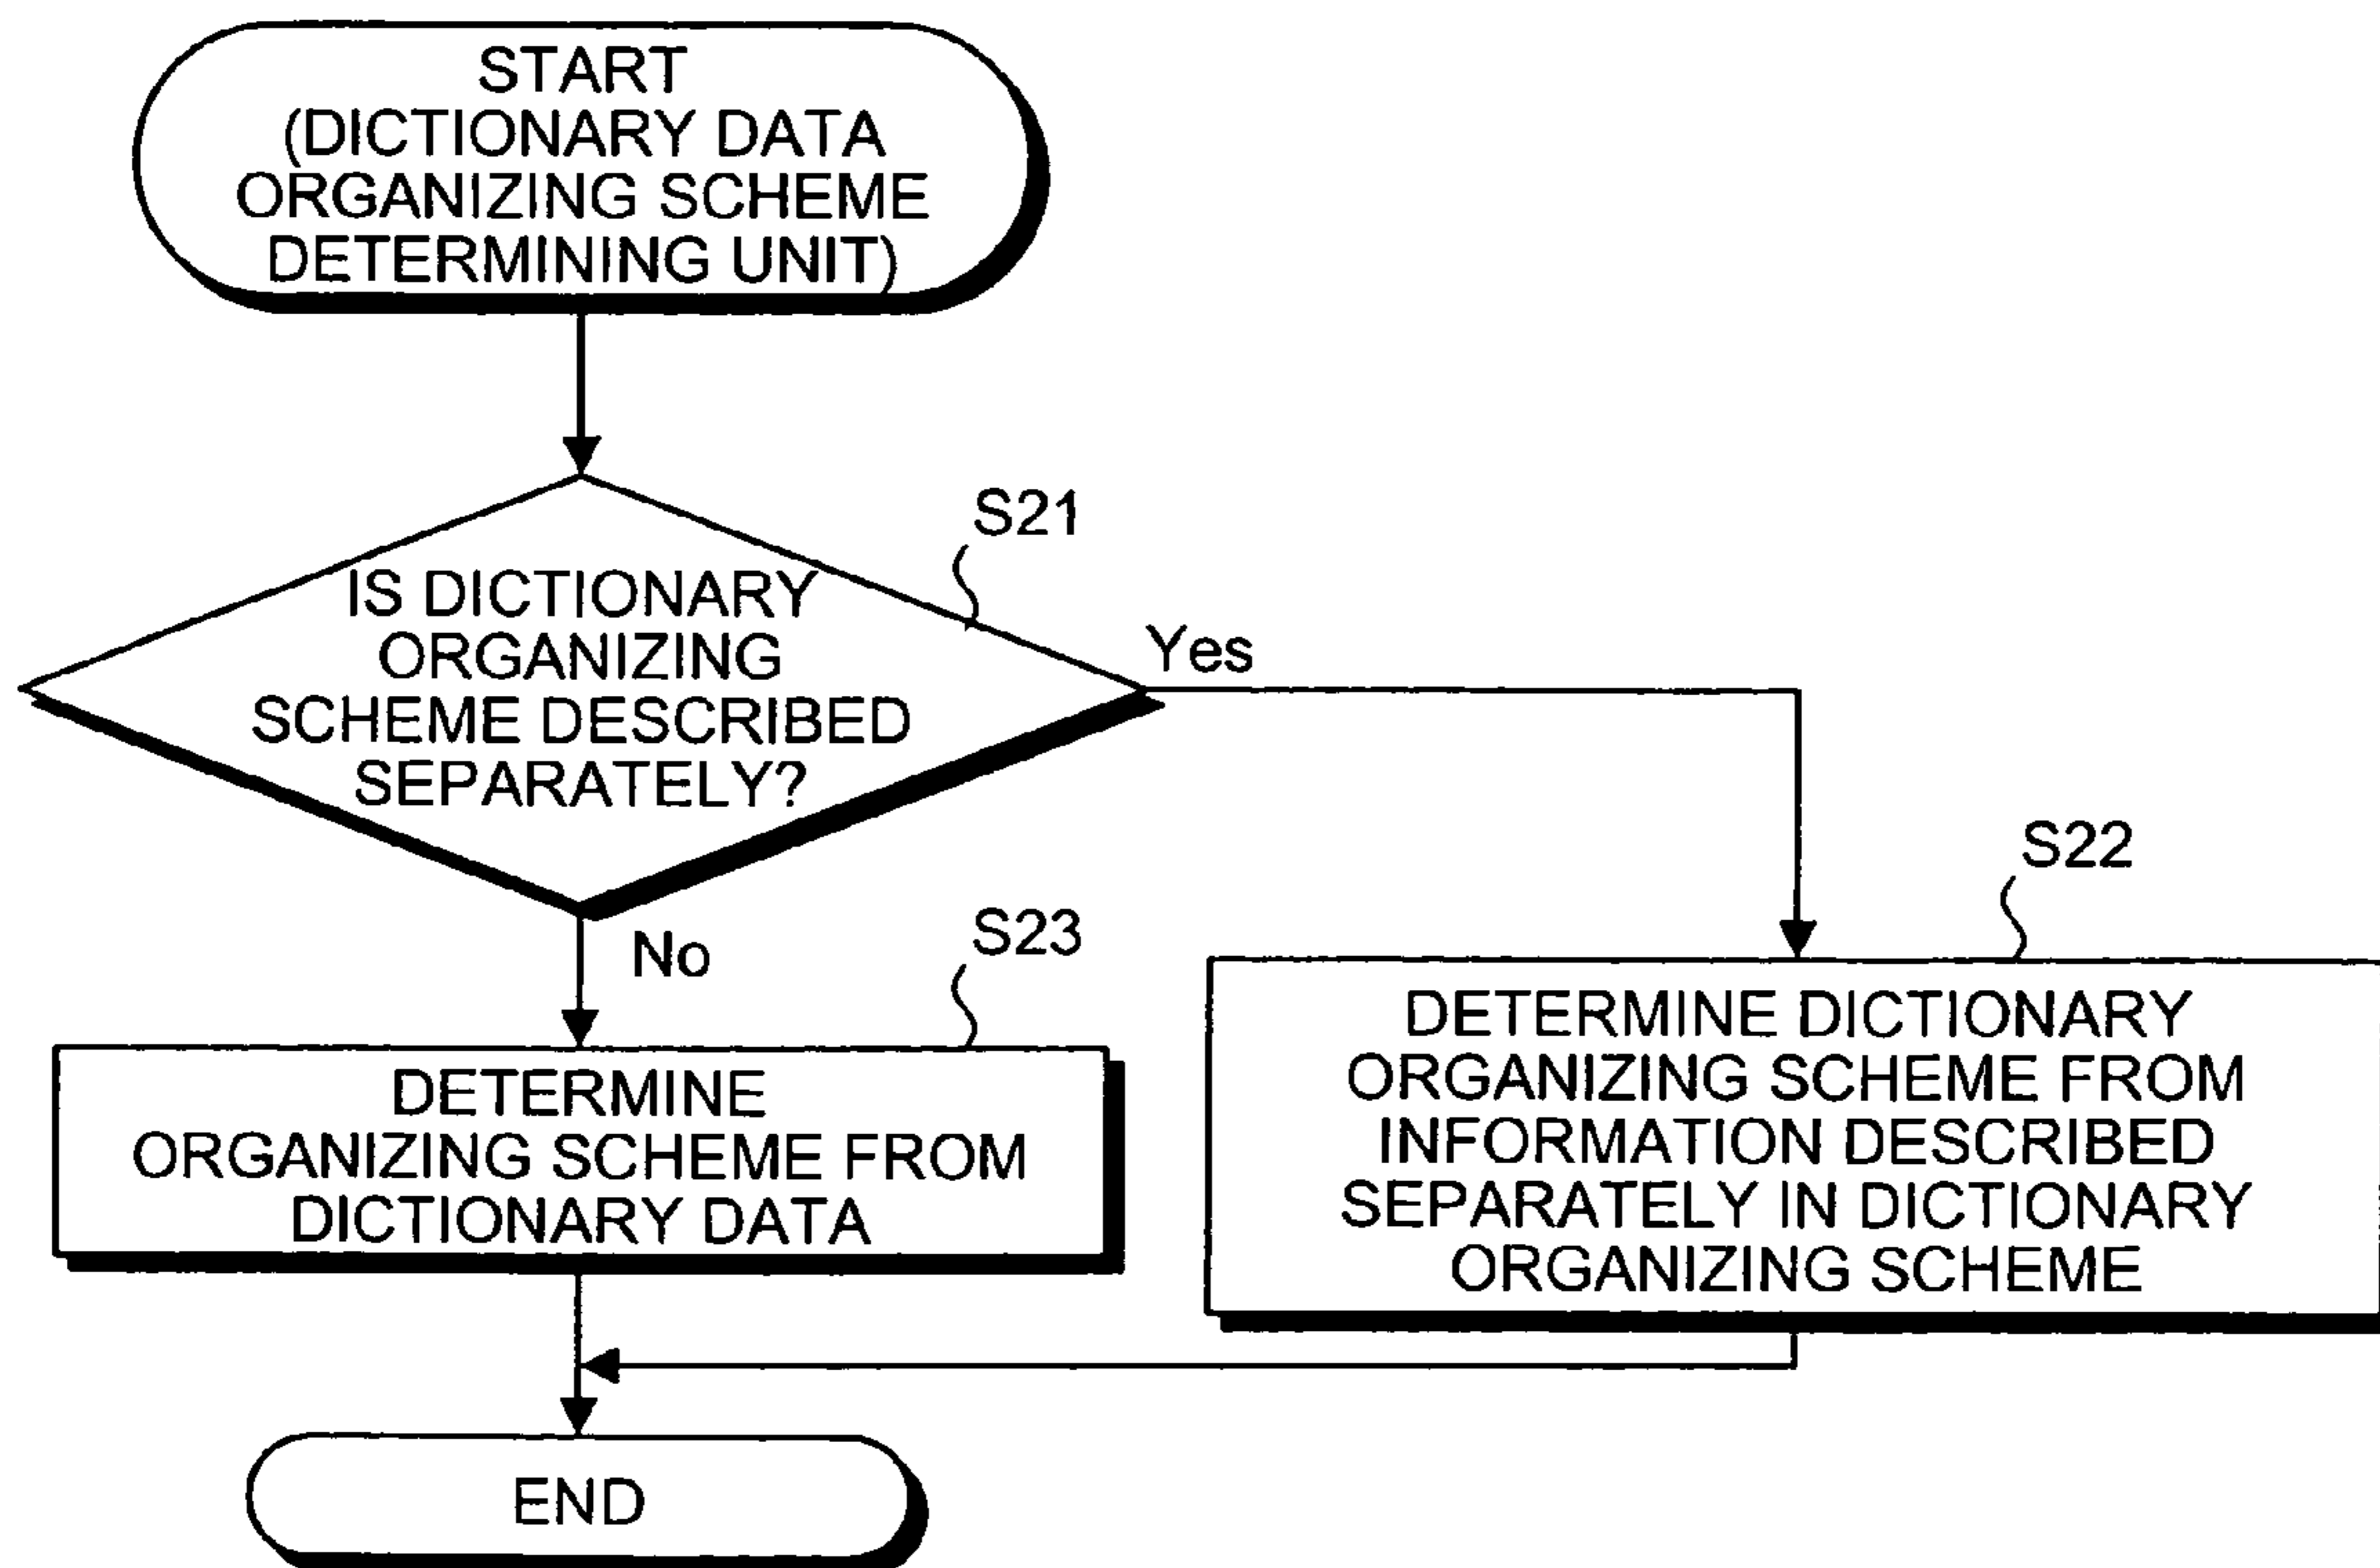 START
(DICTIONARY DATA
ORGANIZING SCHEME
DETERMINING UNIT)
S21
IS DICTIONARY
ORGANIZING
SCHEME DESCRIBED
SEPARATELY?
Yes
No
S22
DETERMINE DICTIONARY
ORGANIZING SCHEME FROM
INFORMATION DESCRIBED
SEPARATELY IN DICTIONARY
ORGANIZING SCHEME
S23
DETERMINE
ORGANIZING SCHEME FROM
DICTIONARY DATA
END